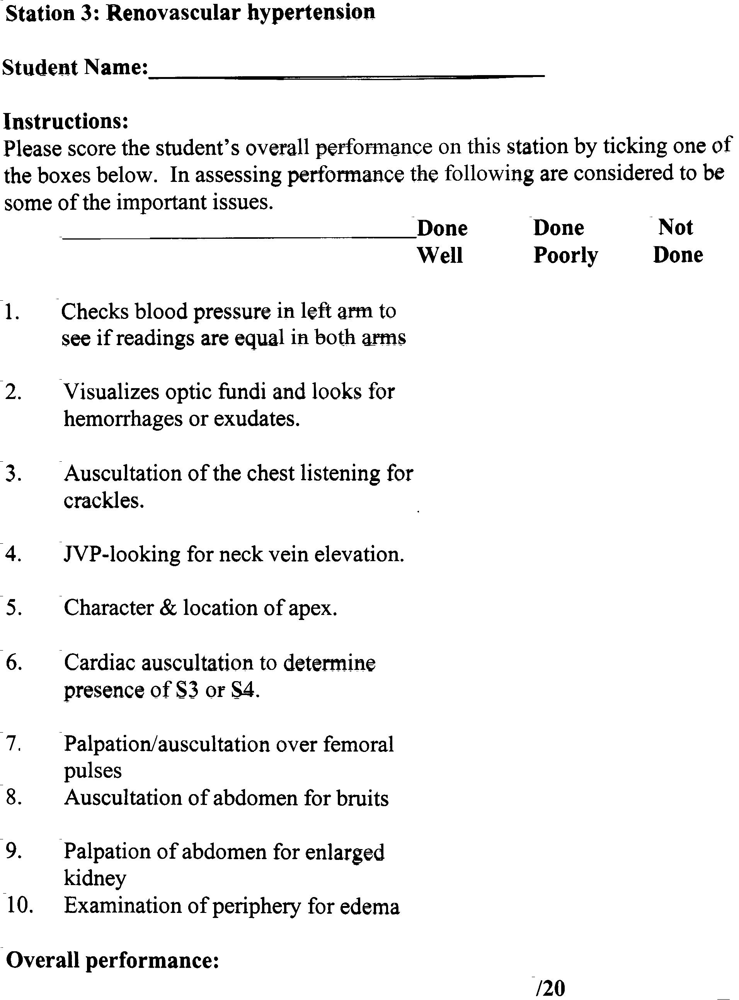 Station 3: Renovascular hypertension
Student Name:
Instructions:
Please score the student's overall performance on this station by ticking one of
the boxes below. In assessing performance the following are considered to be
some of the important issues.
Done Done Not
Well Poorly Done
1. Checks blood pressure in left arm to
see if readings are equal in both arms
2. Visualizes optic fundi and looks for
hemorrhages or exudates.
3. Auscultation of the chest listening for
crackles.
4. JVP-looking for neck vein elevation.
5. Character & location of apex.
6. Cardiac auscultation to determine
presence of S3 or S4.
7. Palpation/auscultation over femoral
pulses
8. Auscultation of abdomen for bruits
9. Palpation of abdomen for enlarged
kidney
10. Examination of periphery for edema
Overall performance:
/20